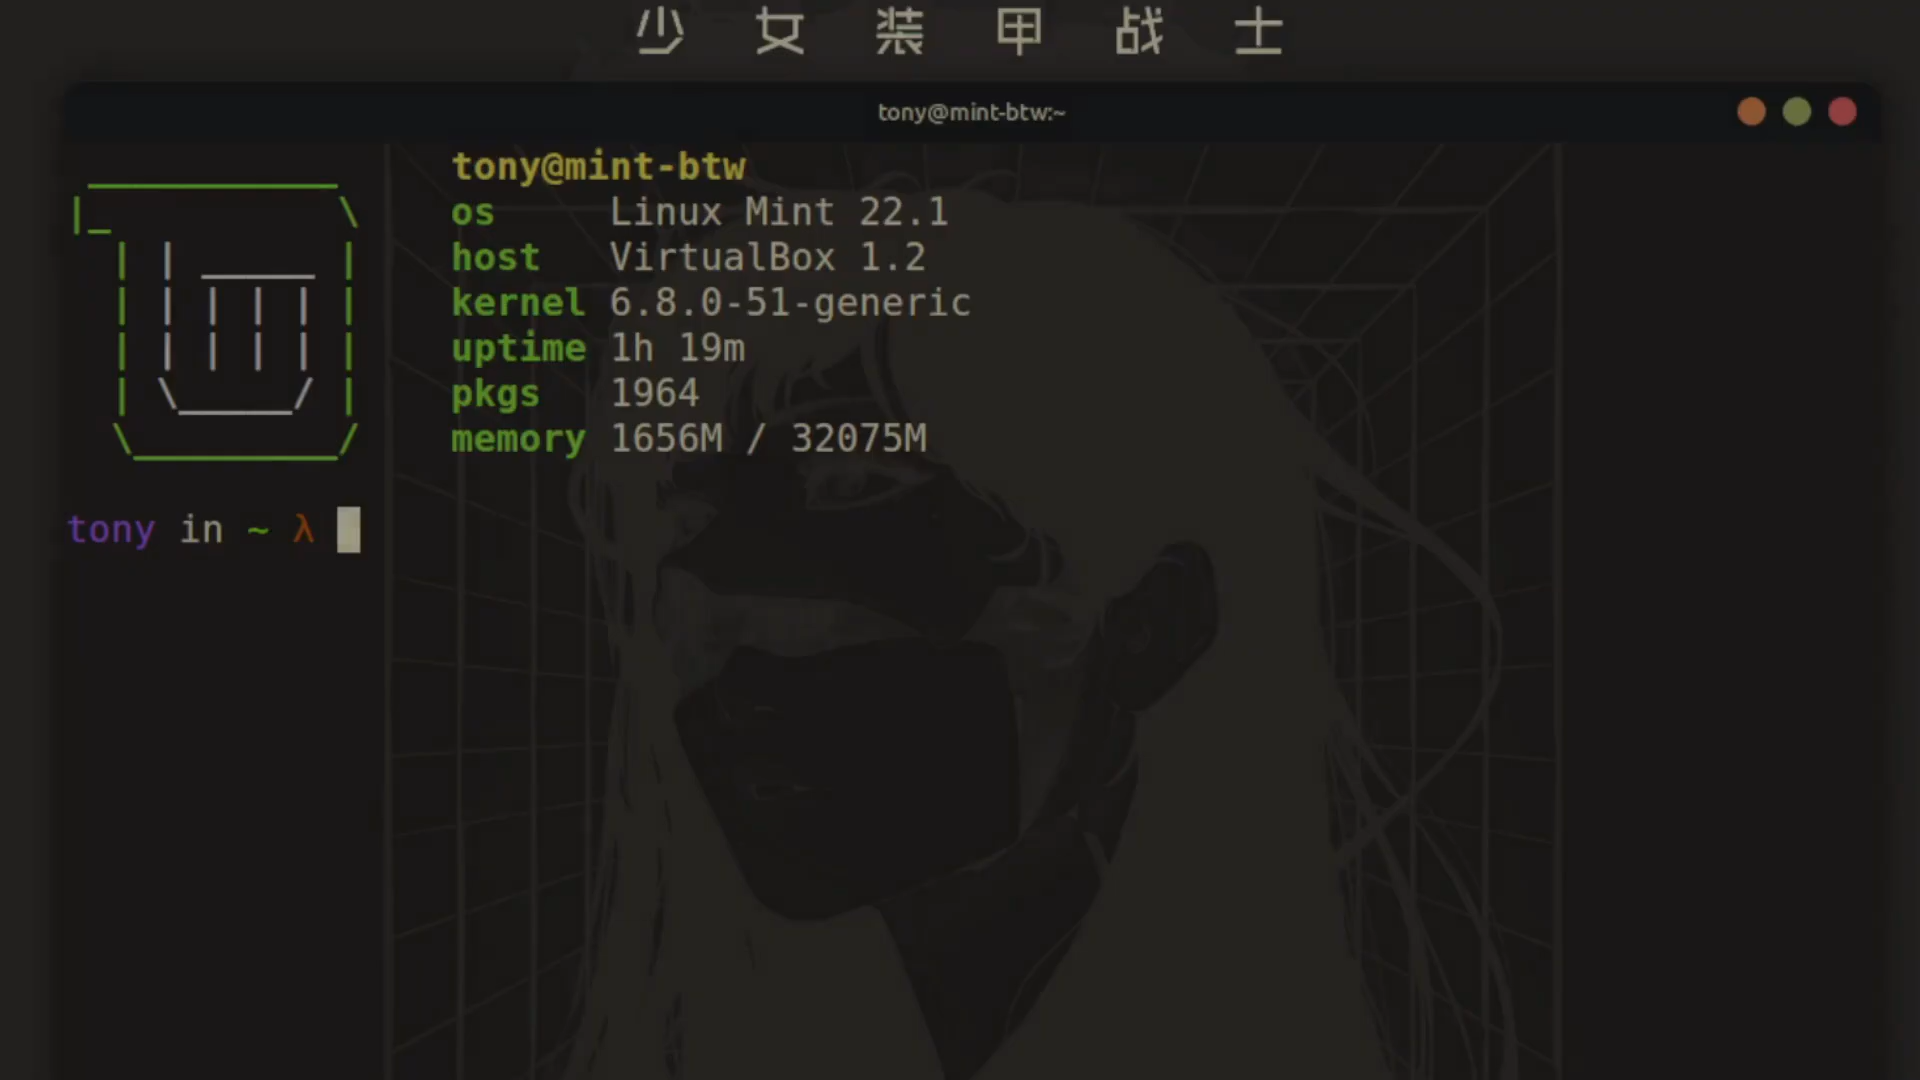 少女装甲战士
tony@mint-btw:~
tony@mint-btw
os Linux Mint 22.1
host VirtualBox 1.2
kernel 6.8.0-51-generic
uptime 1h 19m
pkgs 1964
memory 1656M / 32075M
tony in ~ λ